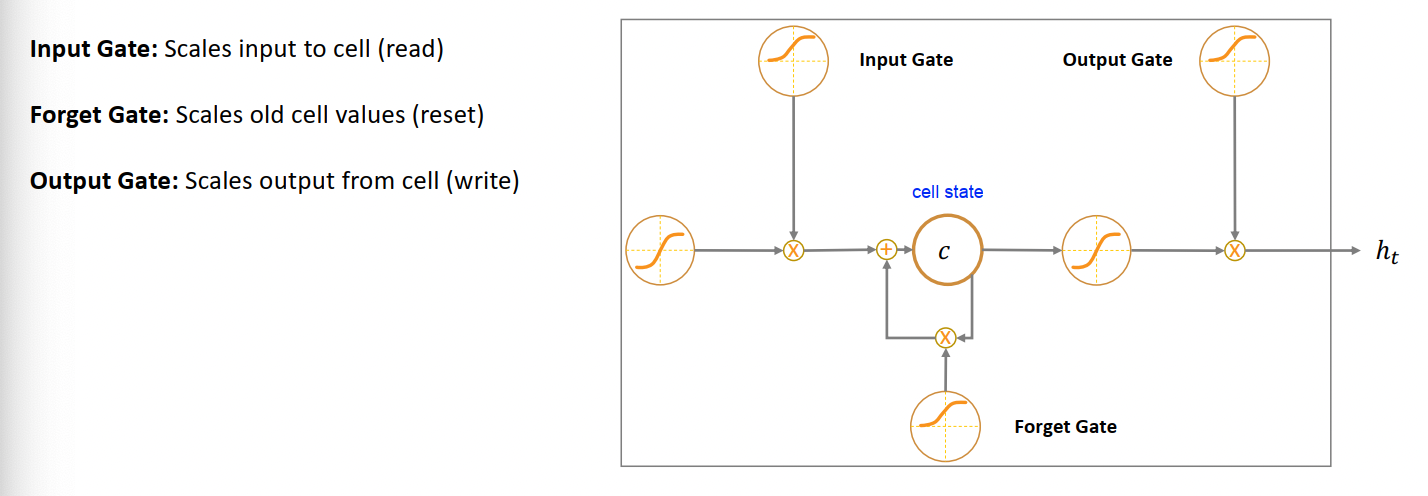 Input Gate: Scales input to cell (read)
Forget Gate: Scales old cell values (reset)
Output Gate: Scales output from cell (write)
Input Gate
Output Gate
cell state
X
+
c
X
hₜ
X
Forget Gate